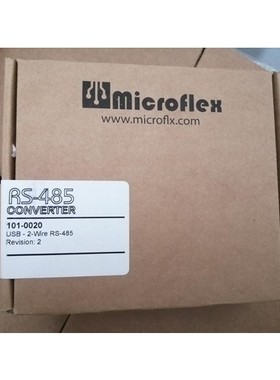 Microflex
www.microflx.com
RS-485
CONVERTER
101-0020
USB - 2-Wire RS-485
Revision: 2